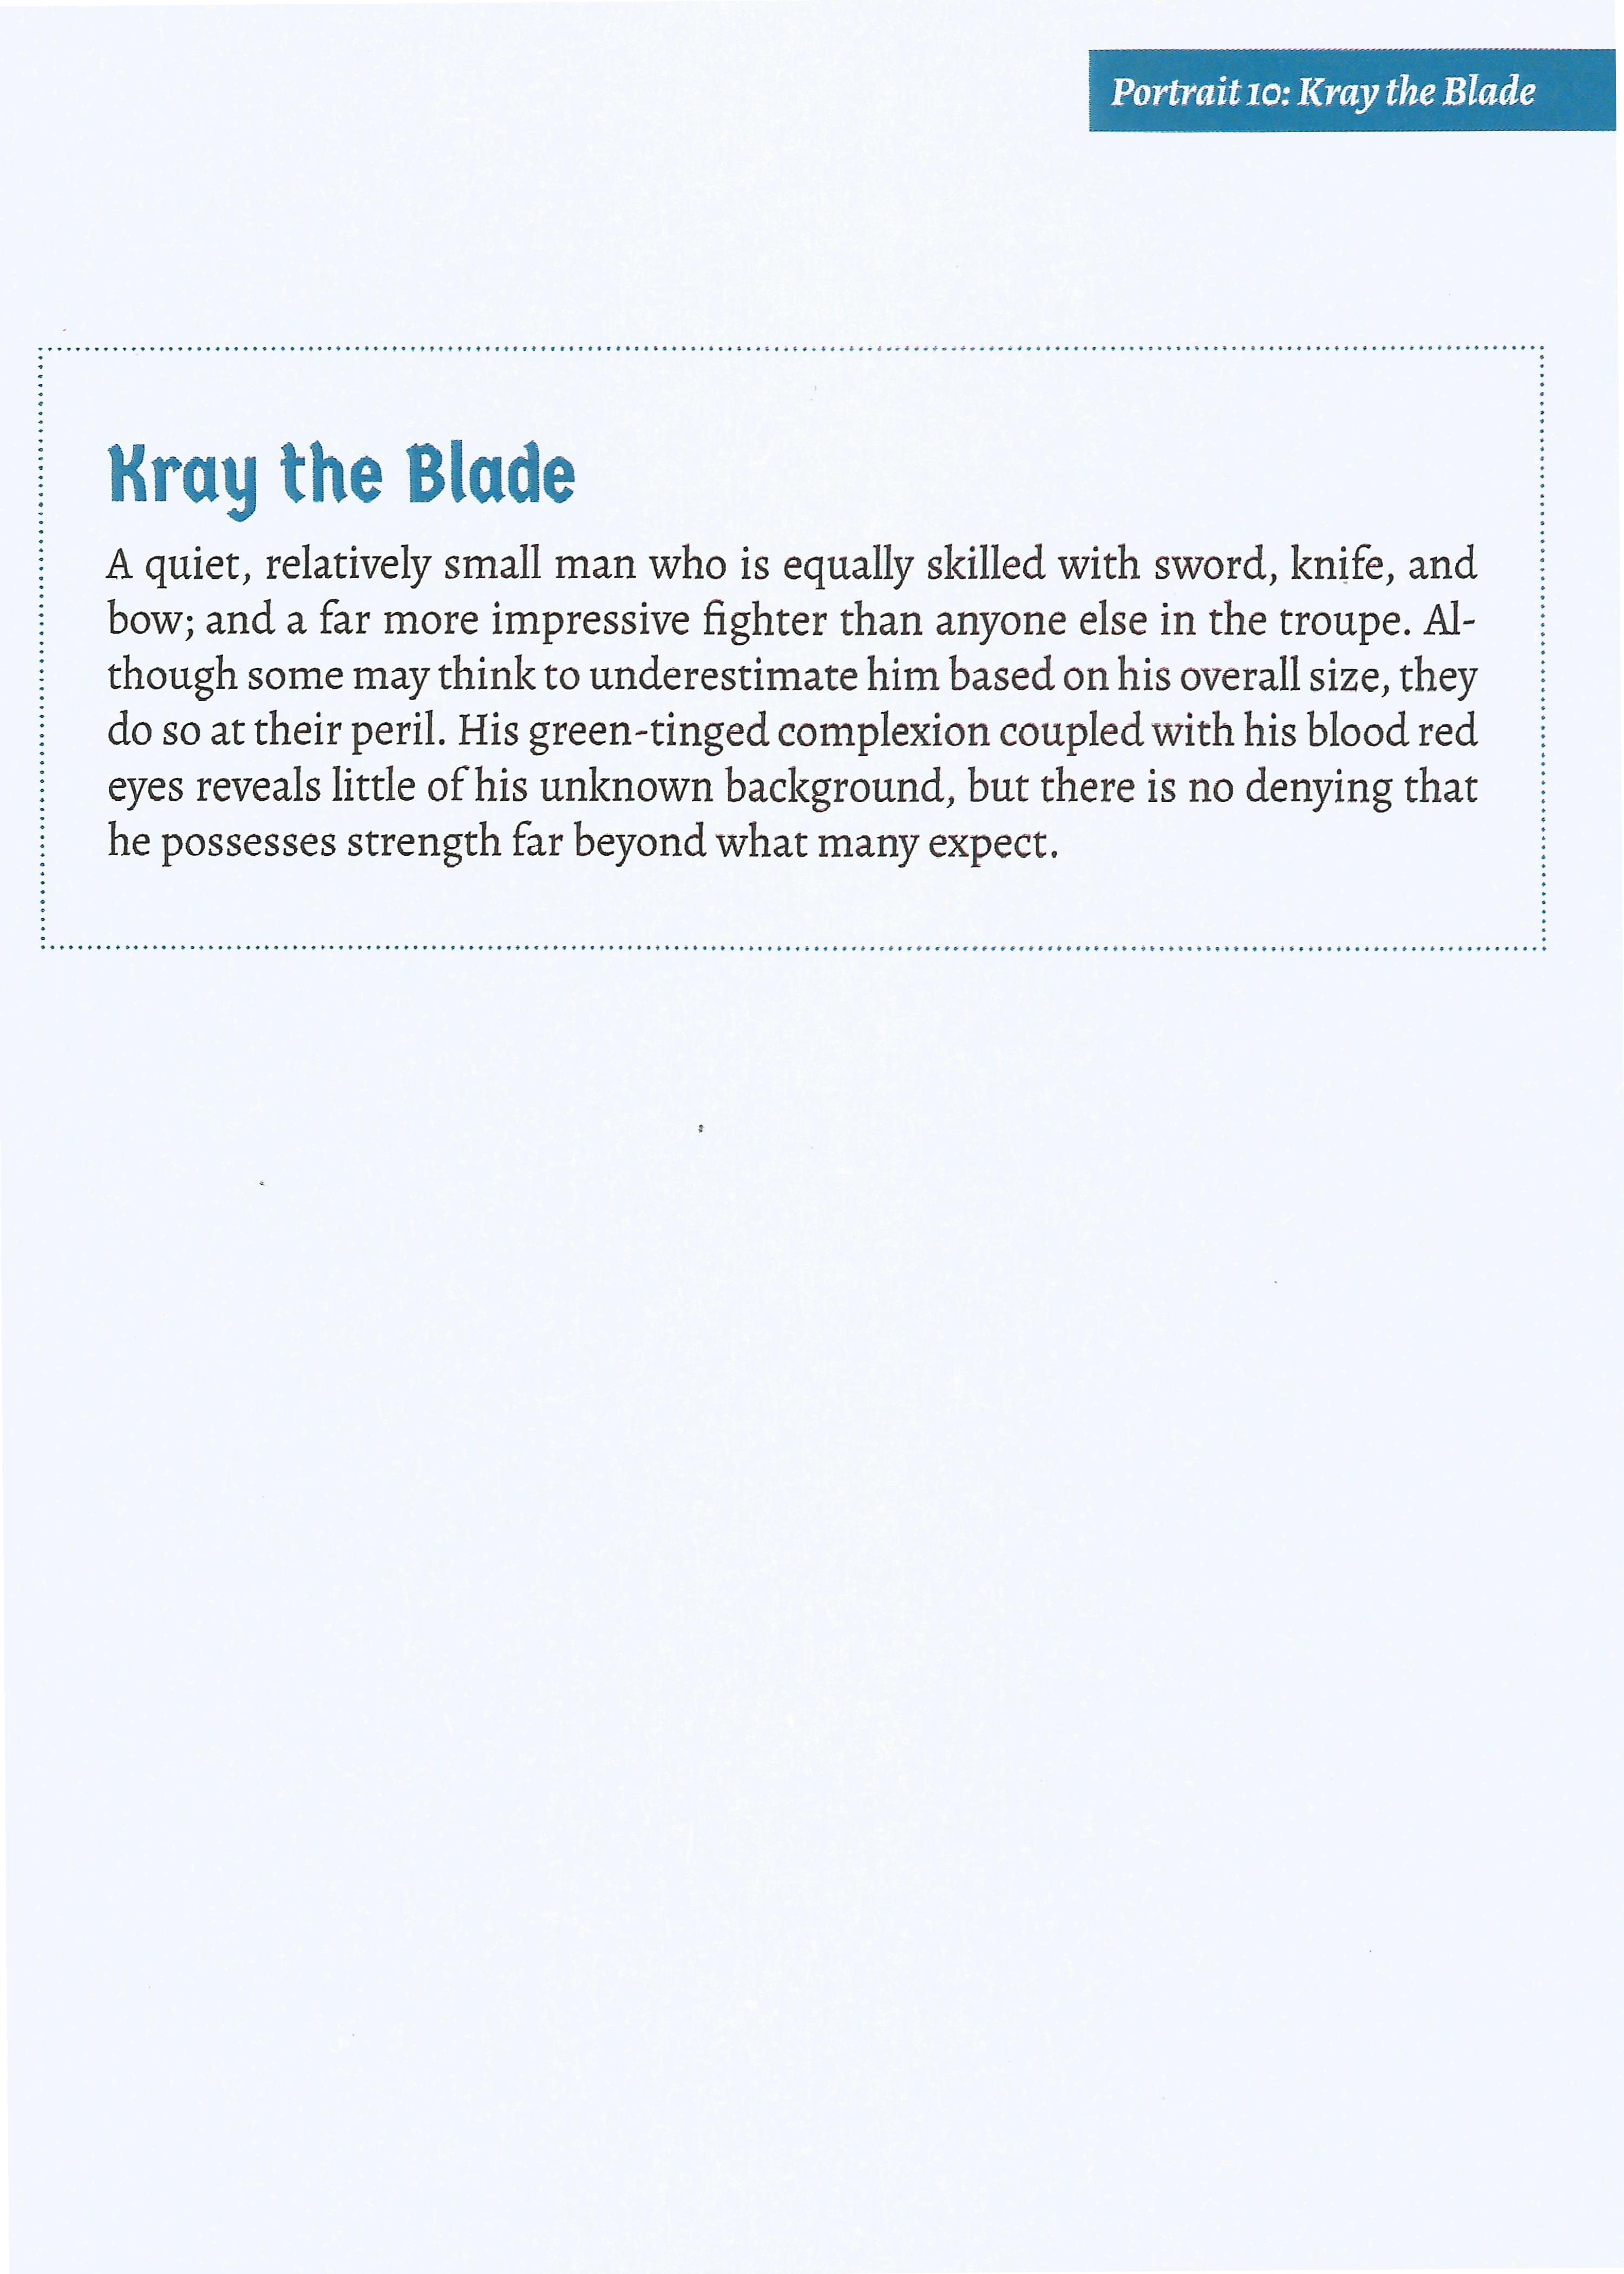 Portrait 10: Kray the Blade
Kray the Blade
A quiet, relatively small man who is equally skilled with sword, knife, and
bow; and a far more impressive fighter than anyone else in the troupe. Al-
though some may think to underestimate him based on his overall size, they
do so at their peril. His green-tinged complexion coupled with his blood red
eyes reveals little of his unknown background, but there is no denying that
he possesses strength far beyond what many expect.